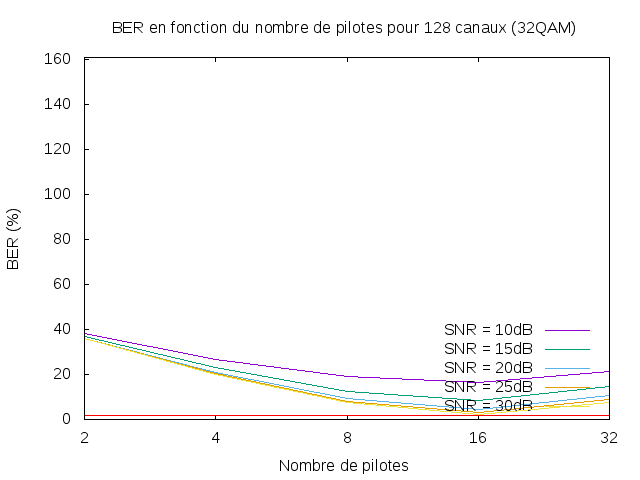 BER en fonction du nombre de pilotes pour 128 canaux (32QAM)
160
140
120
100
80
60
40
20
0
BER (%)
SNR = 10dB
SNR = 15dB
SNR = 20dB
SNR = 25dB
SNR = 30dB
2 4 8 16 32
Nombre de pilotes